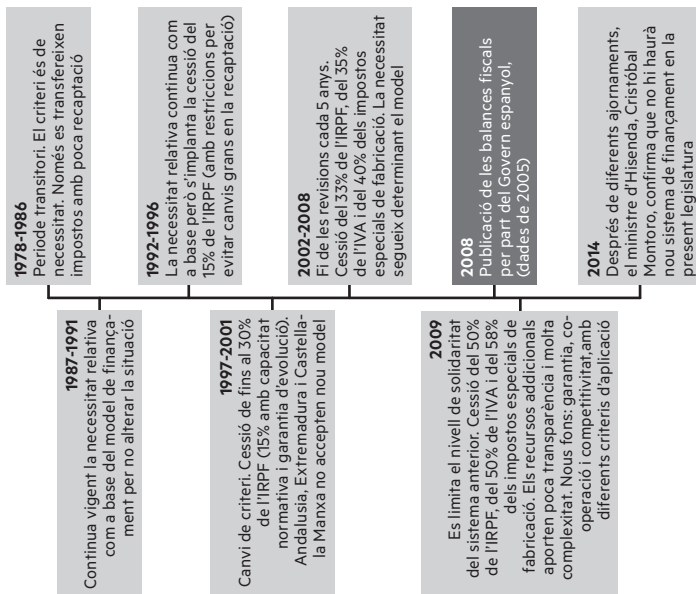 1978-1986
Període transitori. El criteri és de
necessitat. Només es transfereixen
impostos amb poca recaptació
1987-1991
Continua vigent la necessitat relativa
com a base del model de finança-
ment per no alterar la situació
1992-1996
La necessitat relativa continua com
a base però s'implanta la cessió del
15% de l'IRPF (amb restriccions per
evitar canvis grans en la recaptació)
1997-2001
Canvi de criteri. Cessió de fins al 30%
de l'IRPF (15% amb capacitat
normativa i garantia d'evolució).
Andalusia, Extremadura i Castella-
la Manxa no accepten nou model
2002-2008
Fi de les revisions cada 5 anys.
Cessió del 33% de l'IRPF, del 35%
de l'IVA i del 40% dels impostos
especials de fabricació. La necessitat
segueix determinant el model
2008
Publicació de les balances fiscals
per part del Govern espanyol,
(dades de 2005)
2009
Es limita el nivell de solidaritat
del sistema anterior. Cessió del 50%
de l'IRPF, del 50% de l'IVA i del 58%
dels impostos especials de
fabricació. Els recursos addicionals
aporten poca transparència i molta
complexitat. Nous fons: garantia, co-
operació i competitivitat,amb
diferents criteris d'aplicació
2014
Després de diferents ajornaments,
el ministre d'Hisenda, Cristóbal
Montoro, confirma que no hi haurà
nou sistema de finançament en la
present legislatura